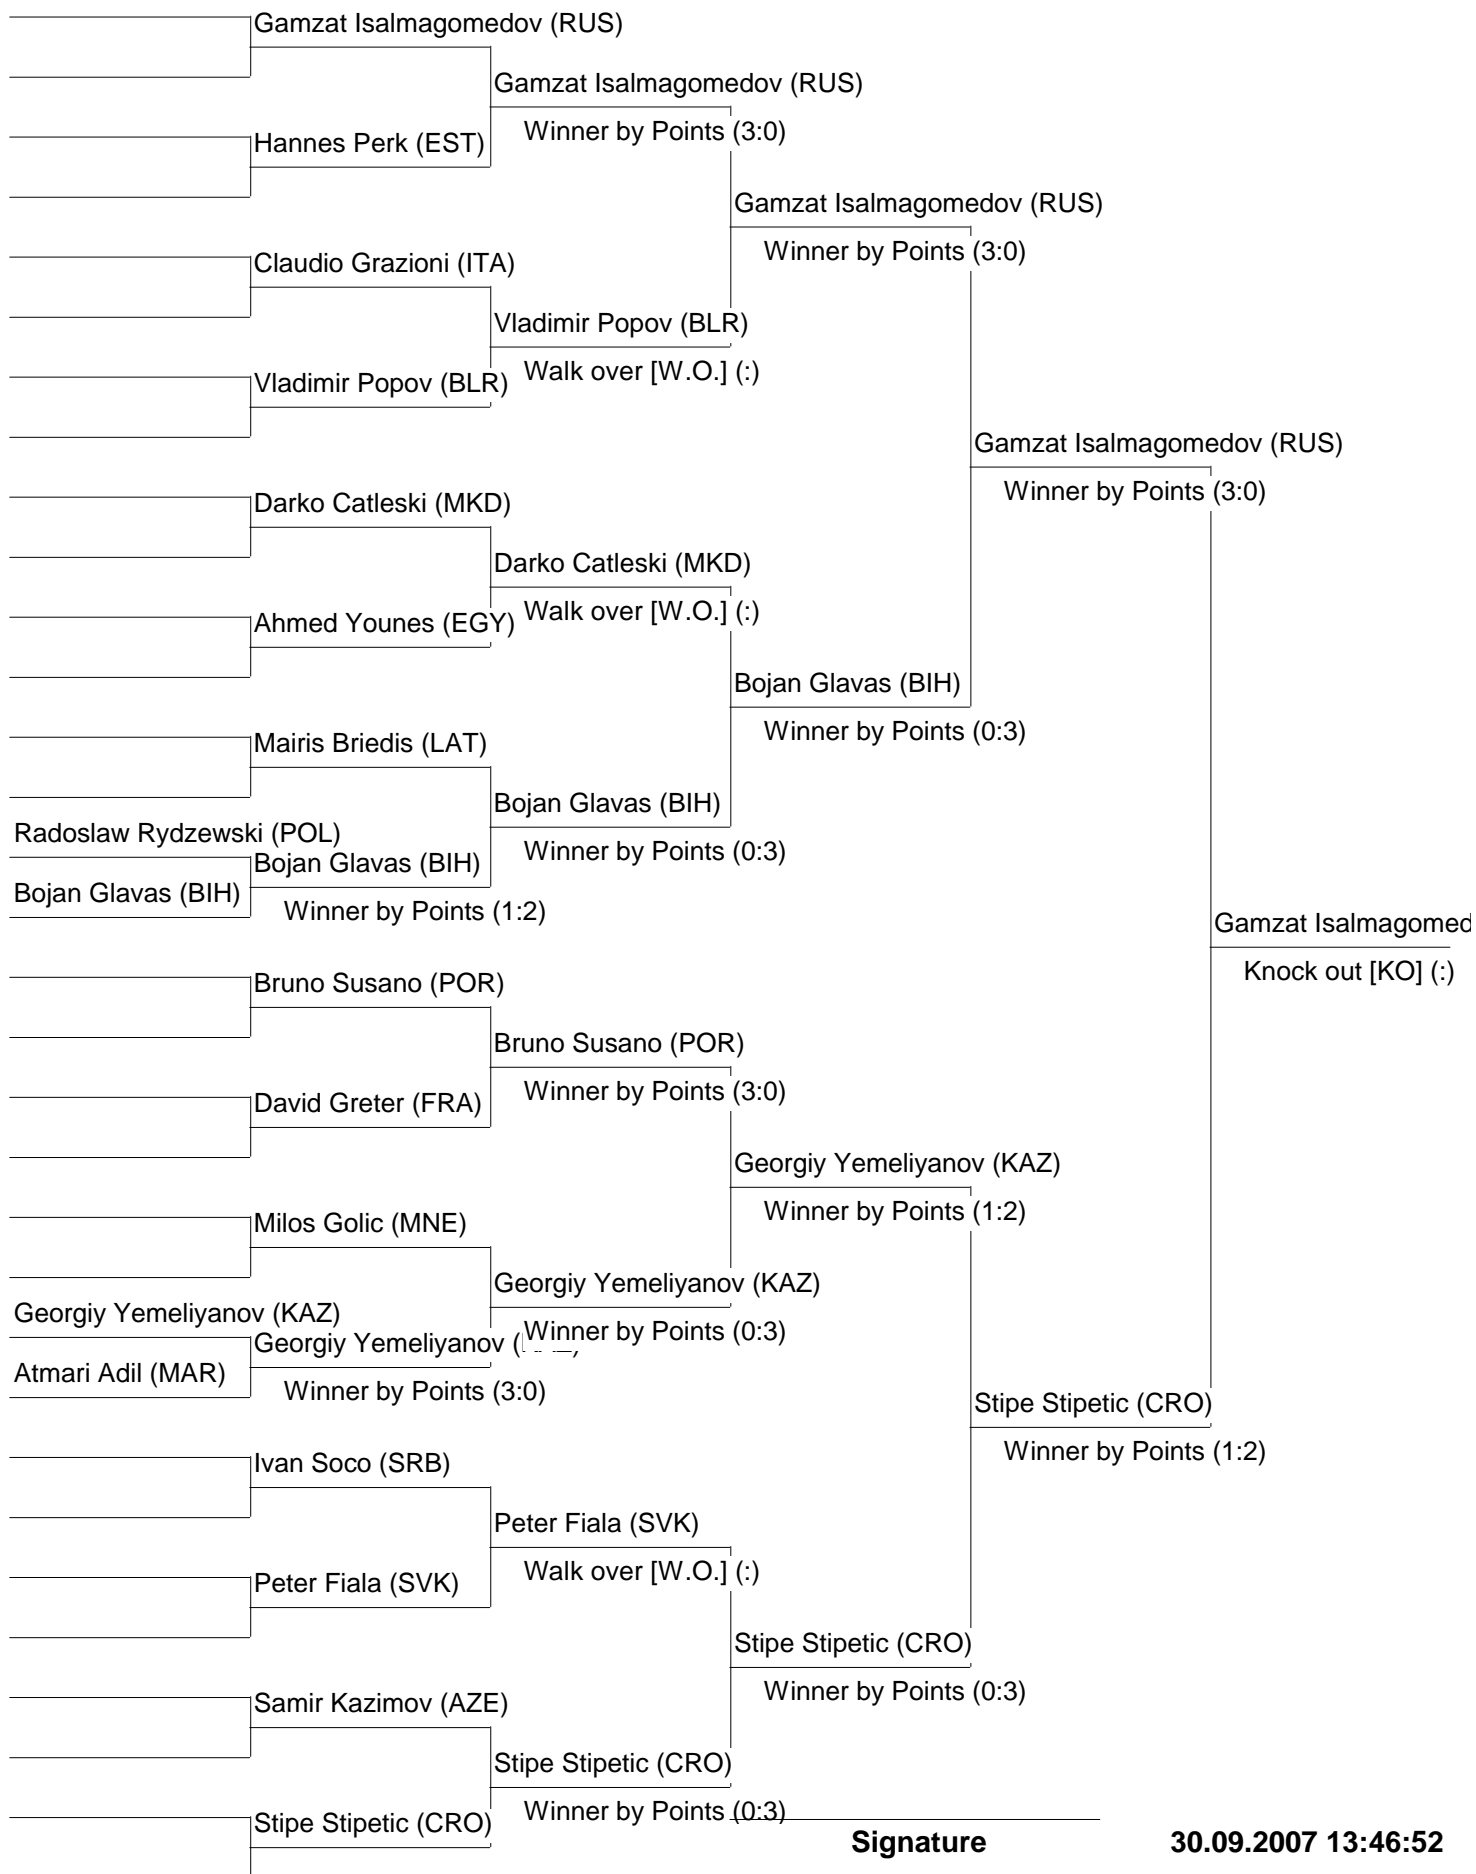 Gamzat Isalmagomedov (RUS)
Gamzat Isalmagomedov (RUS)
Winner by Points (3:0)
Hannes Perk (EST)
Gamzat Isalmagomedov (RUS)
Winner by Points (3:0)
Claudio Grazioni (ITA)
Vladimir Popov (BLR)
Walk over [W.O.] (:)
Vladimir Popov (BLR)
Gamzat Isalmagomedov (RUS)
Winner by Points (3:0)
Darko Catleski (MKD)
Darko Catleski (MKD)
Walk over [W.O.] (:)
Ahmed Younes (EGY)
Bojan Glavas (BIH)
Winner by Points (0:3)
Mairis Briedis (LAT)
Bojan Glavas (BIH)
Winner by Points (0:3)
Radoslaw Rydzewski (POL)
Bojan Glavas (BIH)
Bojan Glavas (BIH)
Winner by Points (1:2)
Gamzat Isalmagomed
Knock out [KO] (:)
Bruno Susano (POR)
Bruno Susano (POR)
Winner by Points (3:0)
David Greter (FRA)
Georgiy Yemeliyanov (KAZ)
Winner by Points (1:2)
Milos Golic (MNE)
Georgiy Yemeliyanov (KAZ)
Winner by Points (0:3)
Georgiy Yemeliyanov (KAZ)
Georgiy Yemeliyanov (
Atmari Adil (MAR)
Winner by Points (3:0)
Stipe Stipetic (CRO)
Winner by Points (1:2)
Ivan Soco (SRB)
Peter Fiala (SVK)
Walk over [W.O.] (:)
Peter Fiala (SVK)
Stipe Stipetic (CRO)
Winner by Points (0:3)
Samir Kazimov (AZE)
Stipe Stipetic (CRO)
Winner by Points (0:3)
Stipe Stipetic (CRO)
Signature
30.09.2007 13:46:52